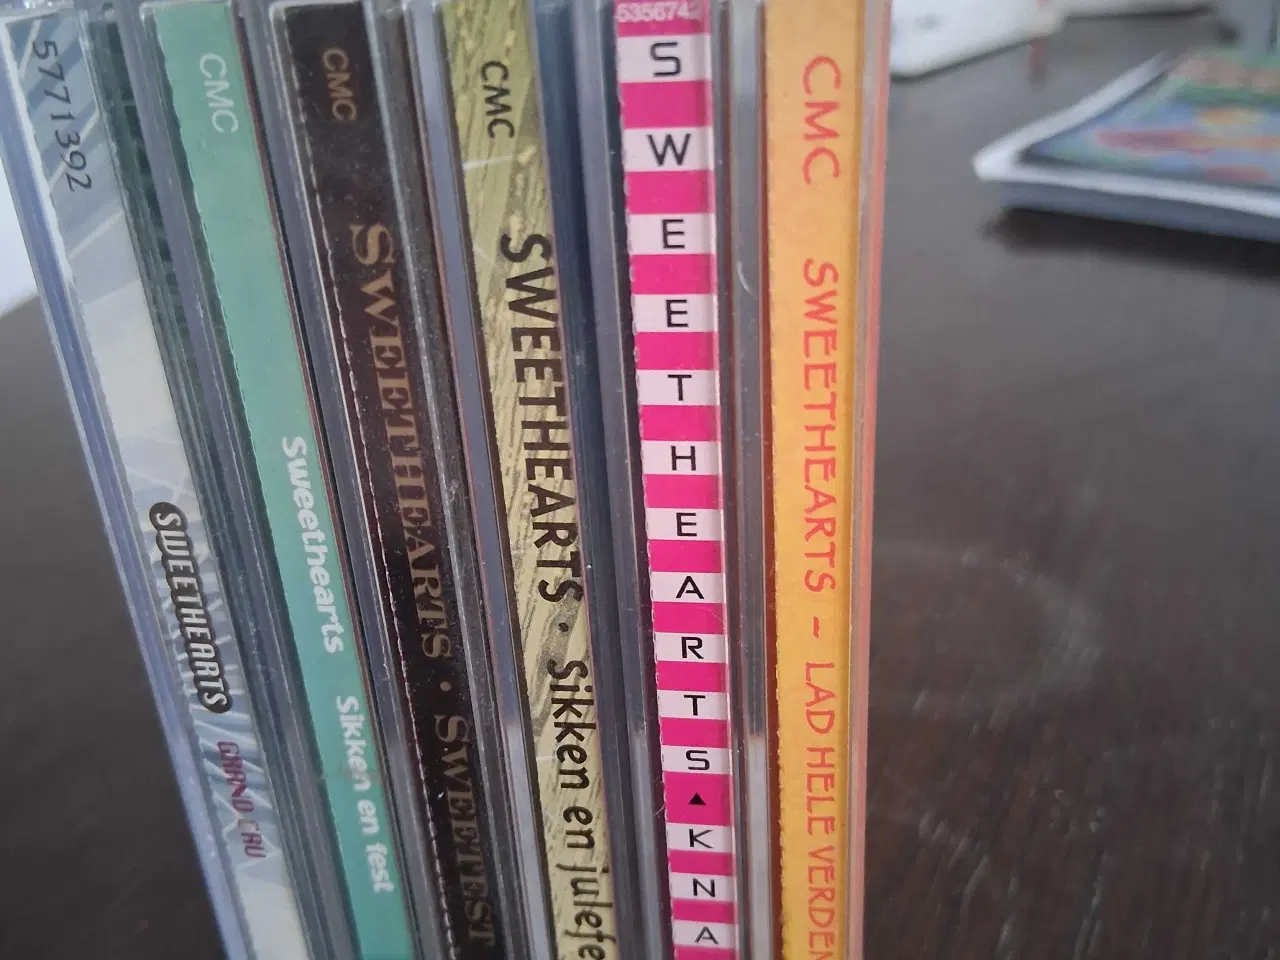 5771392 SWEETHEARTS GRAND CRU
CMC Sweethearts Sikken en fest
CMC SWEETHEARTS · SWEETEST
CMC SWEETHEARTS · Sikken en julefe
5356742 SWEETHEARTS ▲ KNA
CMC SWEETHEARTS ~ LAD HELE VERDEN